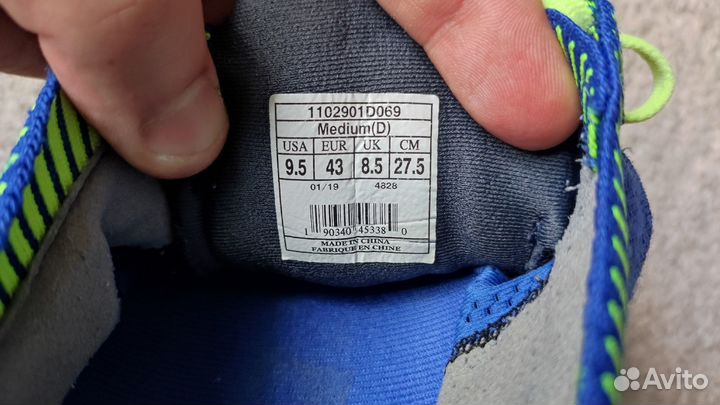 1102901D069
Medium(D)
USA EUR UK CM
9.5 43 8.5 27.5
01/19 4828
1 90340 45338 0
MADE IN CHINA
FABRIQUE EN CHINE
Avito